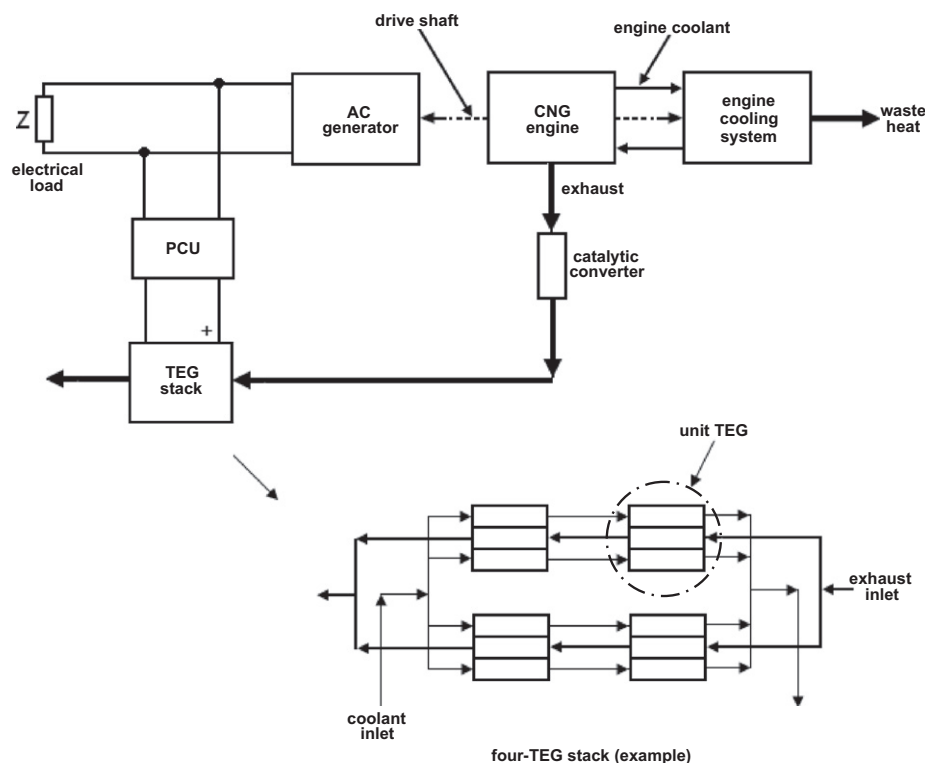 drive shaft
engine coolant
AC
generator
CNG
engine
engine
cooling
system
waste
heat
Z
electrical
load
exhaust
PCU
catalytic
converter
+
TEG
stack
unit TEG
exhaust
inlet
coolant
inlet
four-TEG stack (example)